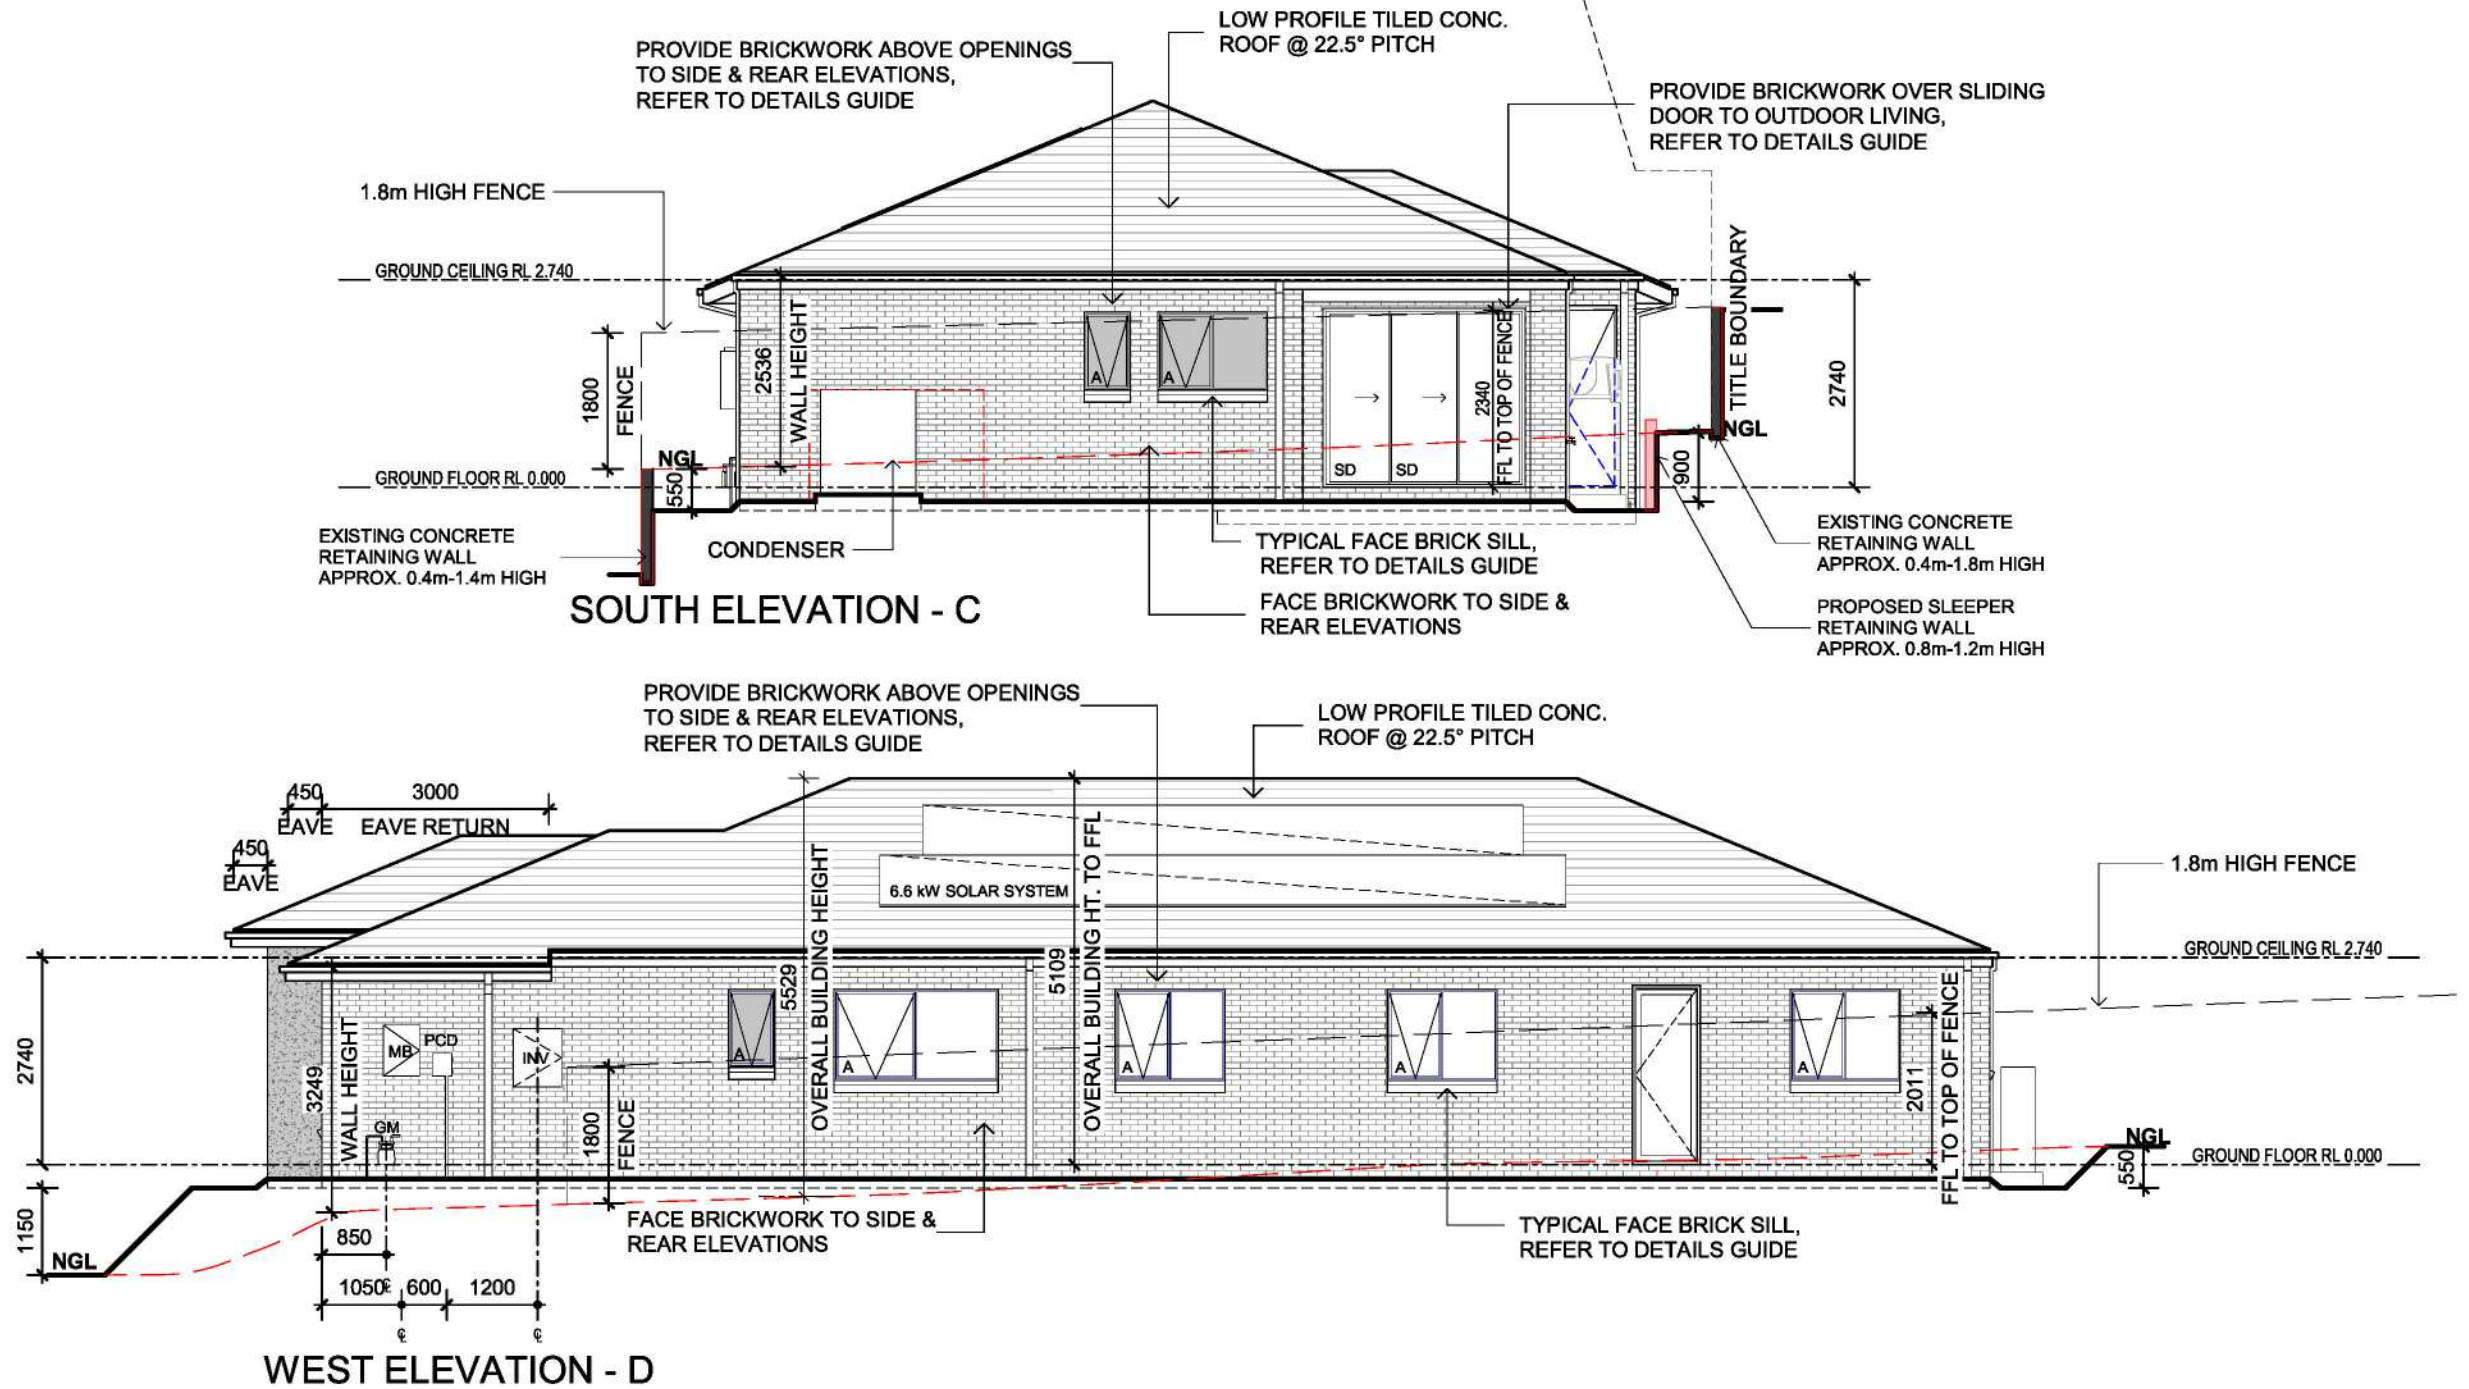 LOW PROFILE TILED CONC.
ROOF @ 22.5° PITCH
PROVIDE BRICKWORK ABOVE OPENINGS
TO SIDE & REAR ELEVATIONS,
REFER TO DETAILS GUIDE
PROVIDE BRICKWORK OVER SLIDING
DOOR TO OUTDOOR LIVING,
REFER TO DETAILS GUIDE
1.8m HIGH FENCE
GROUND CEILING RL 2.740
TITLE BOUNDARY
2536
WALL HEIGHT
1800
FENCE
A
A
2340
FFL TO TOP OF FENCE
2740
NGL
NGL
GROUND FLOOR RL 0.000
550
SD
SD
900
EXISTING CONCRETE
RETAINING WALL
APPROX. 0.4m-1.4m HIGH
CONDENSER
TYPICAL FACE BRICK SILL,
REFER TO DETAILS GUIDE
EXISTING CONCRETE
RETAINING WALL
APPROX. 0.4m-1.8m HIGH
FACE BRICKWORK TO SIDE &
REAR ELEVATIONS
PROPOSED SLEEPER
RETAINING WALL
APPROX. 0.8m-1.2m HIGH
SOUTH ELEVATION - C
PROVIDE BRICKWORK ABOVE OPENINGS
TO SIDE & REAR ELEVATIONS,
REFER TO DETAILS GUIDE
LOW PROFILE TILED CONC.
ROOF @ 22.5° PITCH
450
EAVE
3000
EAVE RETURN
450
EAVE
6.6 kW SOLAR SYSTEM
1.8m HIGH FENCE
GROUND CEILING RL 2.740
5529
OVERALL BUILDING HEIGHT
5109
OVERALL BUILDING HT. TO FFL
2740
3249
WALL HEIGHT
MB
PCD
INV
GM
1800
FENCE
A
A
A
A
A
2011
FFL TO TOP OF FENCE
NGL
GROUND FLOOR RL 0.000
550
1150
NGL
850
FACE BRICKWORK TO SIDE &
REAR ELEVATIONS
TYPICAL FACE BRICK SILL,
REFER TO DETAILS GUIDE
1050
℄
600
1200
℄
℄
WEST ELEVATION - D